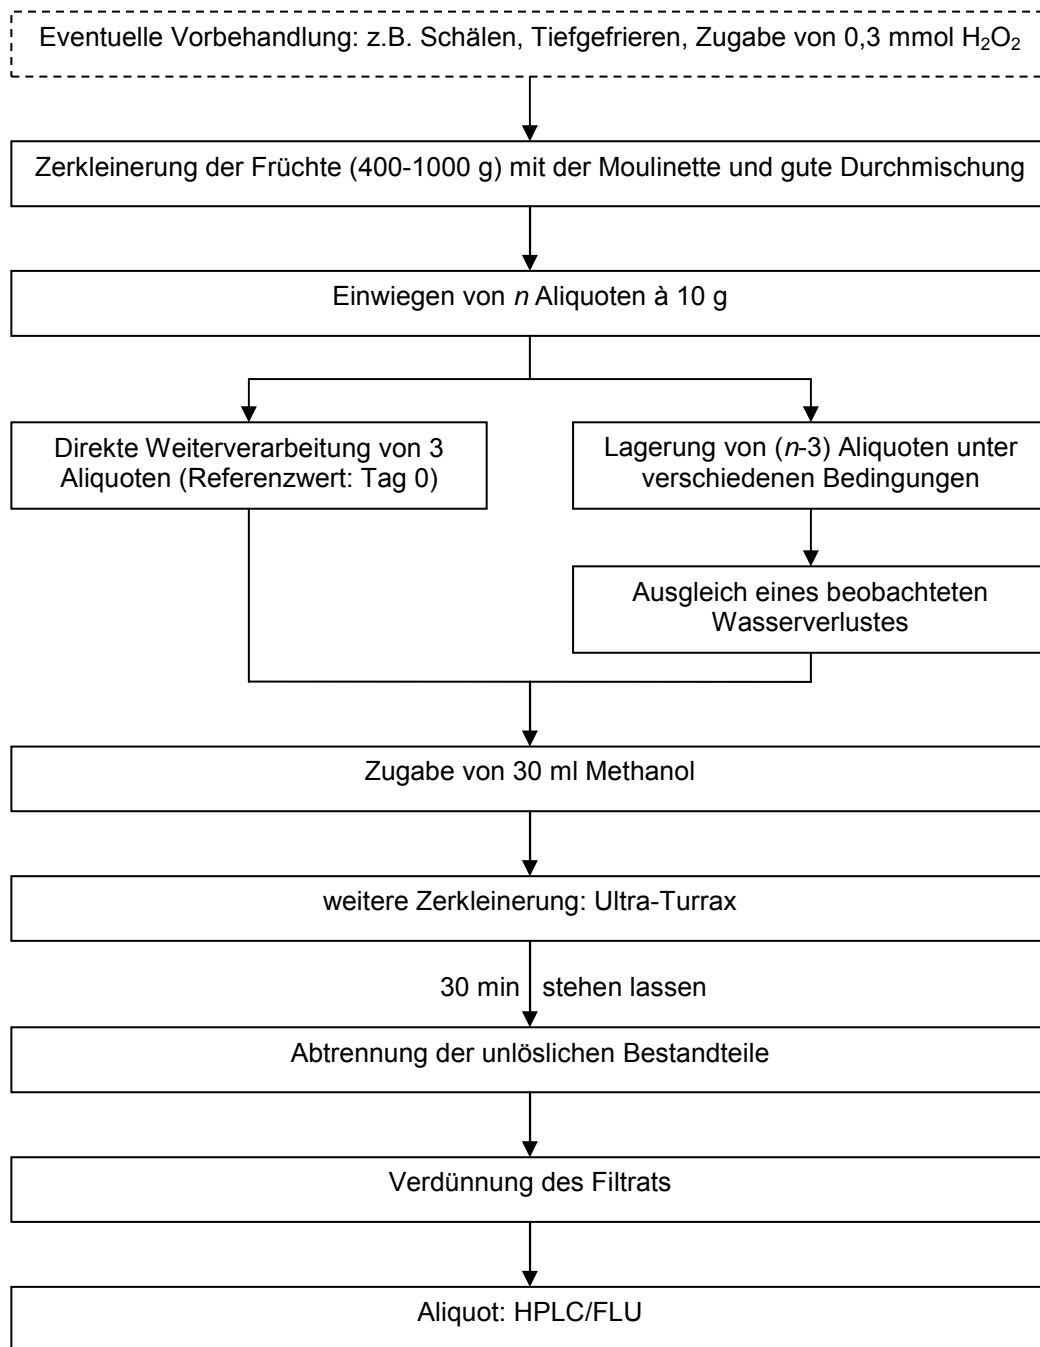 Eventuelle Vorbehandlung: z.B. Schälen, Tiefgefrieren, Zugabe von 0,3 mmol H₂O₂
Zerkleinerung der Früchte (400-1000 g) mit der Moulinette und gute Durchmischung
Einwiegen von n Aliquoten à 10 g
Direkte Weiterverarbeitung von 3
Aliquoten (Referenzwert: Tag 0)
Lagerung von (n-3) Aliquoten unter
verschiedenen Bedingungen
Ausgleich eines beobachteten
Wasserverlustes
Zugabe von 30 ml Methanol
weitere Zerkleinerung: Ultra-Turrax
30 min stehen lassen
Abtrennung der unlöslichen Bestandteile
Verdünnung des Filtrats
Aliquot: HPLC/FLU